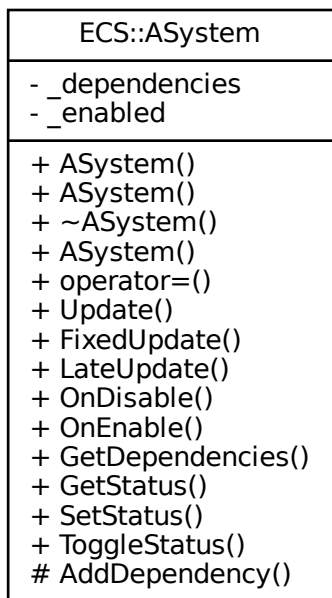 ECS::ASystem
- _dependencies
- _enabled
+ ASystem()
+ ASystem()
+ ~ASystem()
+ ASystem()
+ operator=()
+ Update()
+ FixedUpdate()
+ LateUpdate()
+ OnDisable()
+ OnEnable()
+ GetDependencies()
+ GetStatus()
+ SetStatus()
+ ToggleStatus()
# AddDependency()